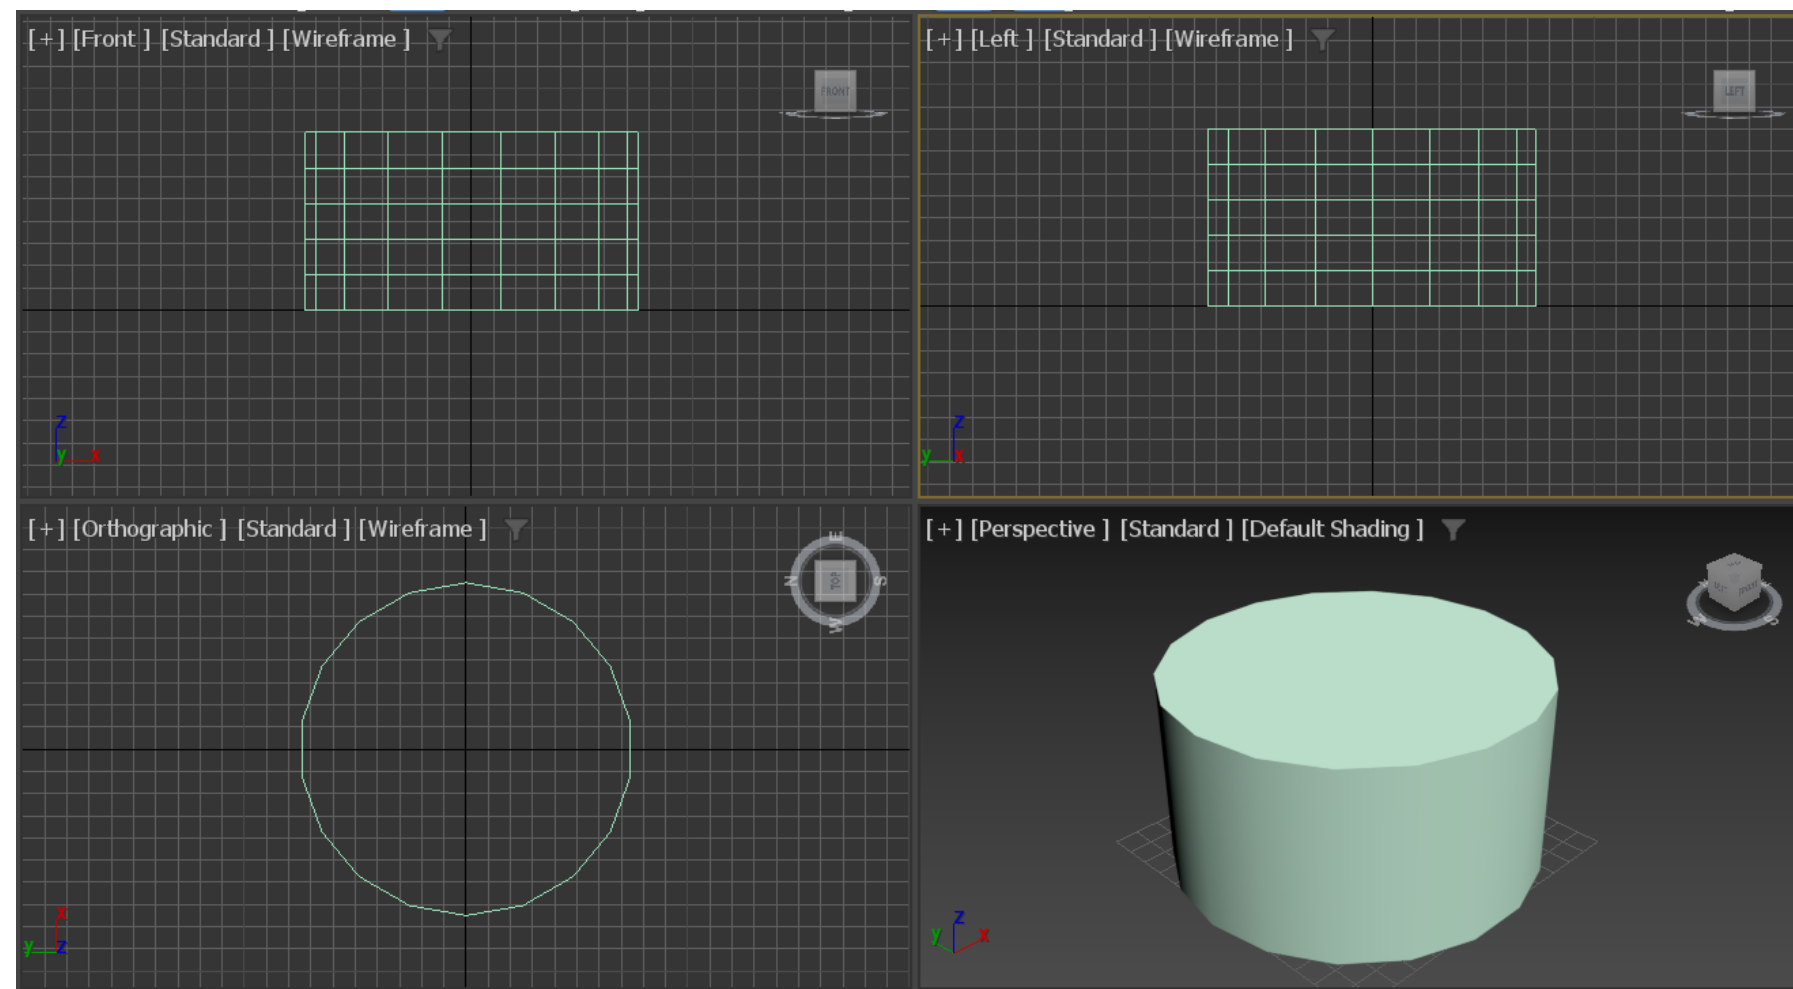 [+] [Front ] [Standard ] [Wireframe ]
FRONT
z
y x
[+] [Left ] [Standard ] [Wireframe ]
LEFT
z
y x
[+] [Orthographic ] [Standard ] [Wireframe ]
E
N TOP S
W
x
y z
[+] [Perspective ] [Standard ] [Default Shading ]
W S
z
y x